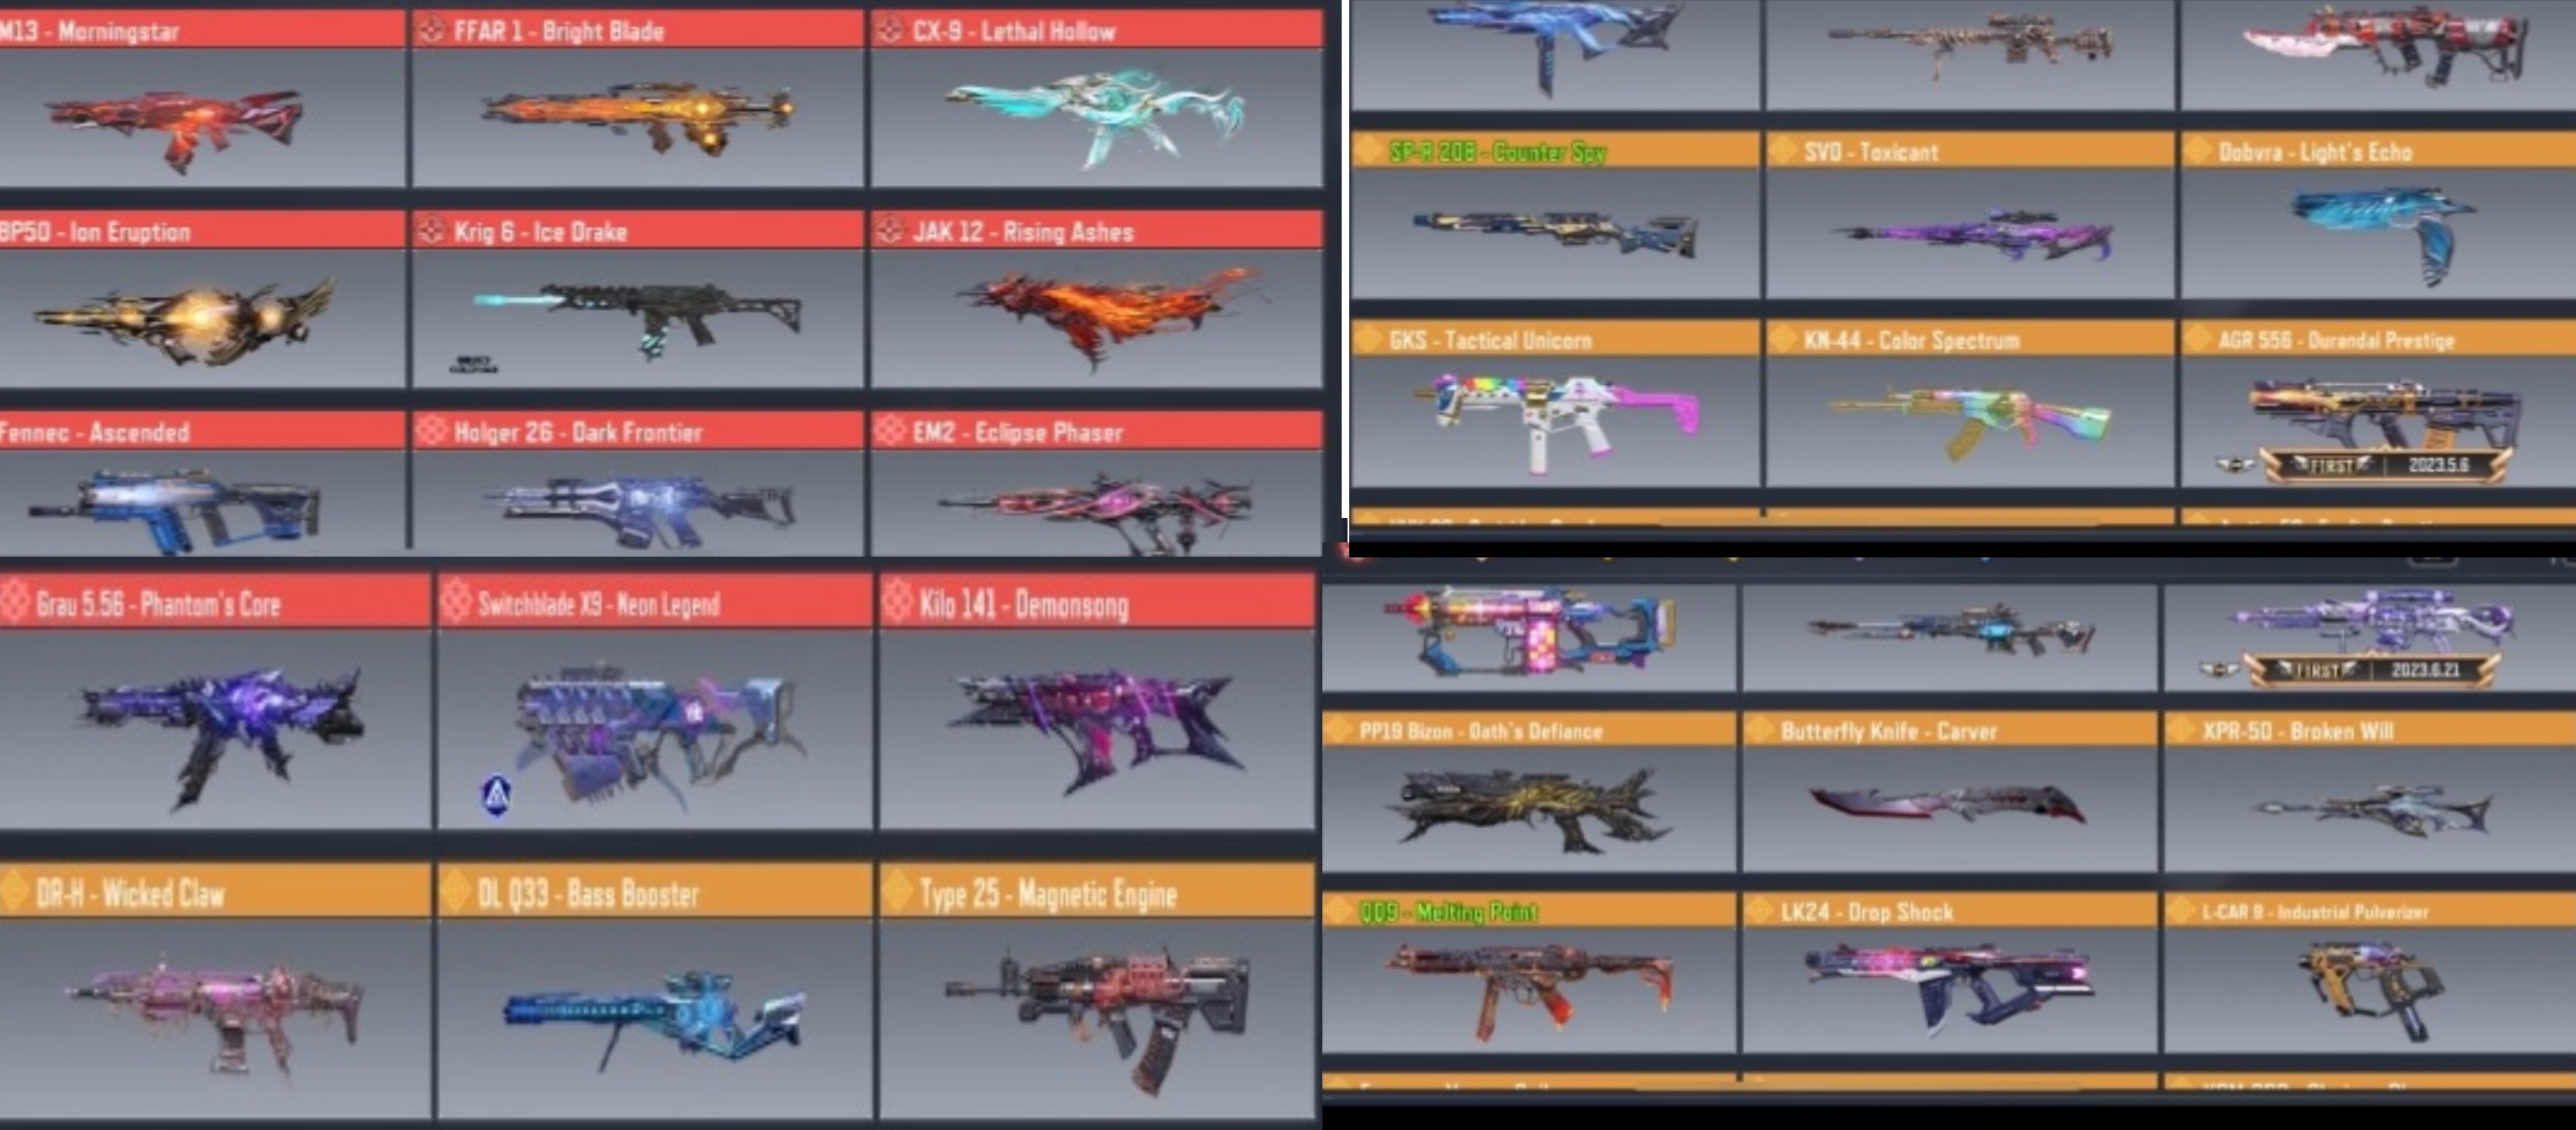 M13 - Morningstar
FFAR 1 - Bright Blade
CX-9 - Lethal Hollow
BP50 - Ion Eruption
Krig 6 - Ice Drake
JAK 12 - Rising Ashes
Fennec - Ascended
Holger 26 - Dark Frontier
EM2 - Eclipse Phaser
SP-R 208 - Counter Spy
SVD - Toxicant
Dobvra - Light's Echo
GKS - Tactical Unicorn
KN-44 - Color Spectrum
AGR 556 - Durandal Prestige
FIRST 2023.5.6
Grau 5.56 - Phantom's Core
Switchblade X9 - Neon Legend
Kilo 141 - Demonsong
DR-H - Wicked Claw
DL Q33 - Bass Booster
Type 25 - Magnetic Engine
FIRST 2023.6.21
PP19 Bizon - Oath's Defiance
Butterfly Knife - Carver
XPR-50 - Broken Will
QQ9 - Melting Point
LK24 - Drop Shock
L-CAR 9 - Industrial Pulverizer